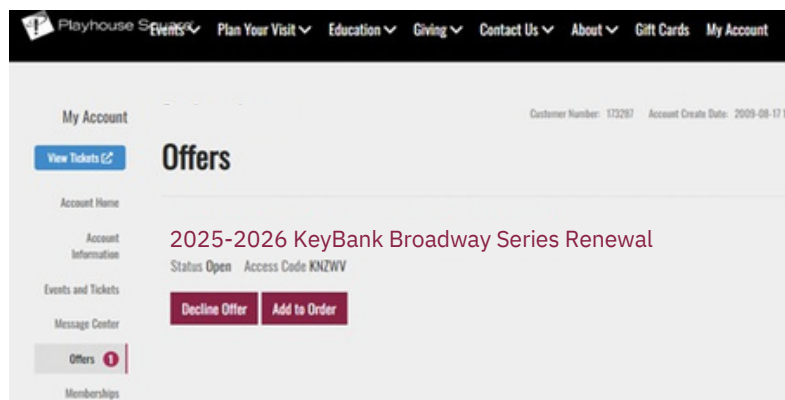 Playhouse Square Events Plan Your Visit Education Giving Contact Us About Gift Cards My Account
My Account
Customer Number: 173287 Account Create Date: 2009-08-17
View Tickets
Offers
Account Home
Account
Information
2025-2026 KeyBank Broadway Series Renewal
Status Open Access Code KNZWV
Events and Tickets
Decline Offer Add to Order
Message Center
Offers 1
Memberships